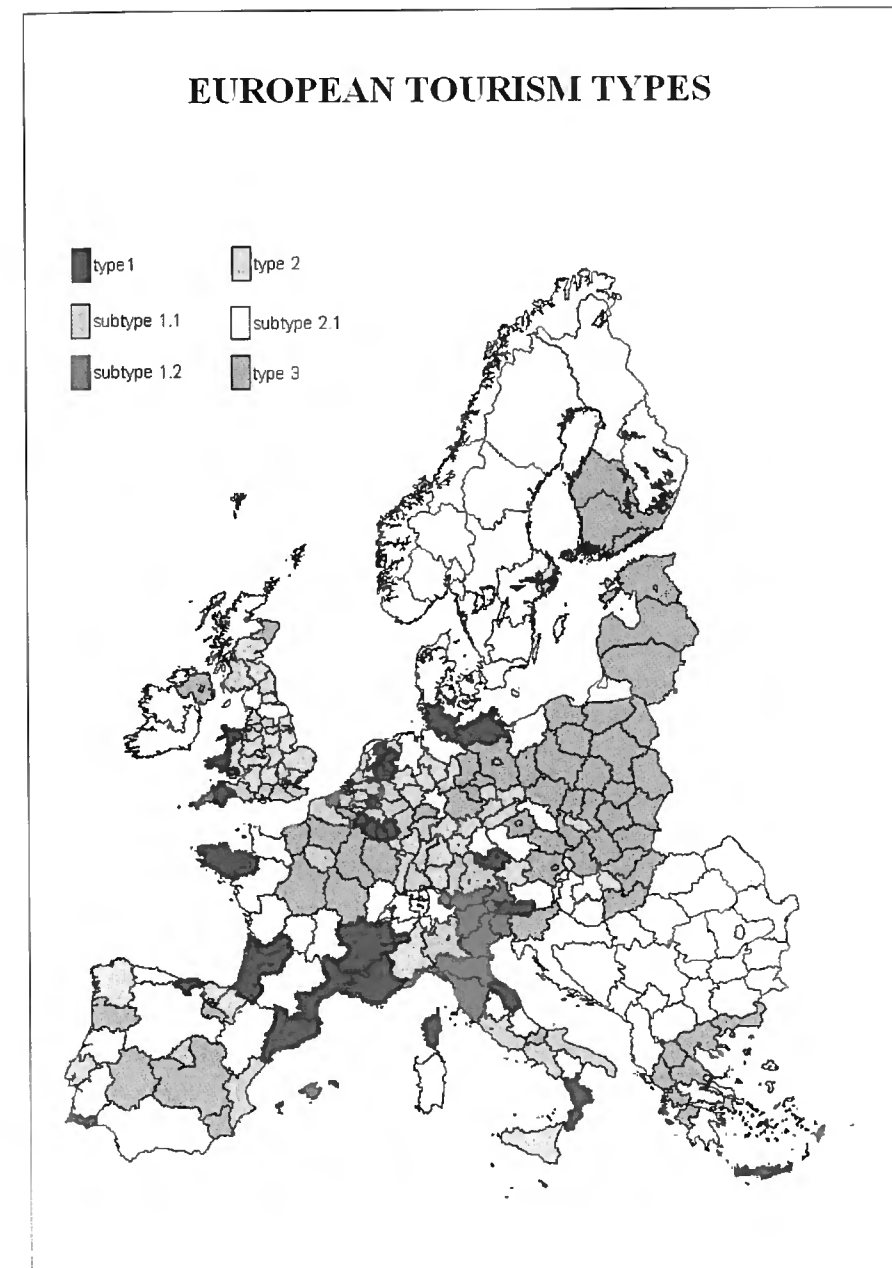 EUROPEAN TOURISM TYPES
type1
type 2
subtype 1.1
subtype 2.1
subtype 1.2
type 3